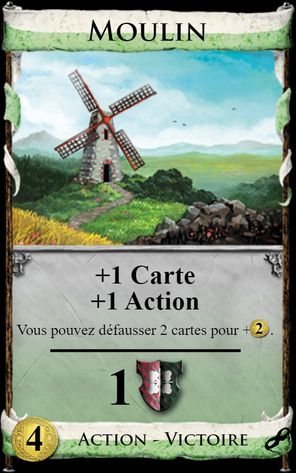 MOULIN
+1 Carte
+1 Action
Vous pouvez défausser 2 cartes pour +2.
1
4
ACTION - VICTOIRE